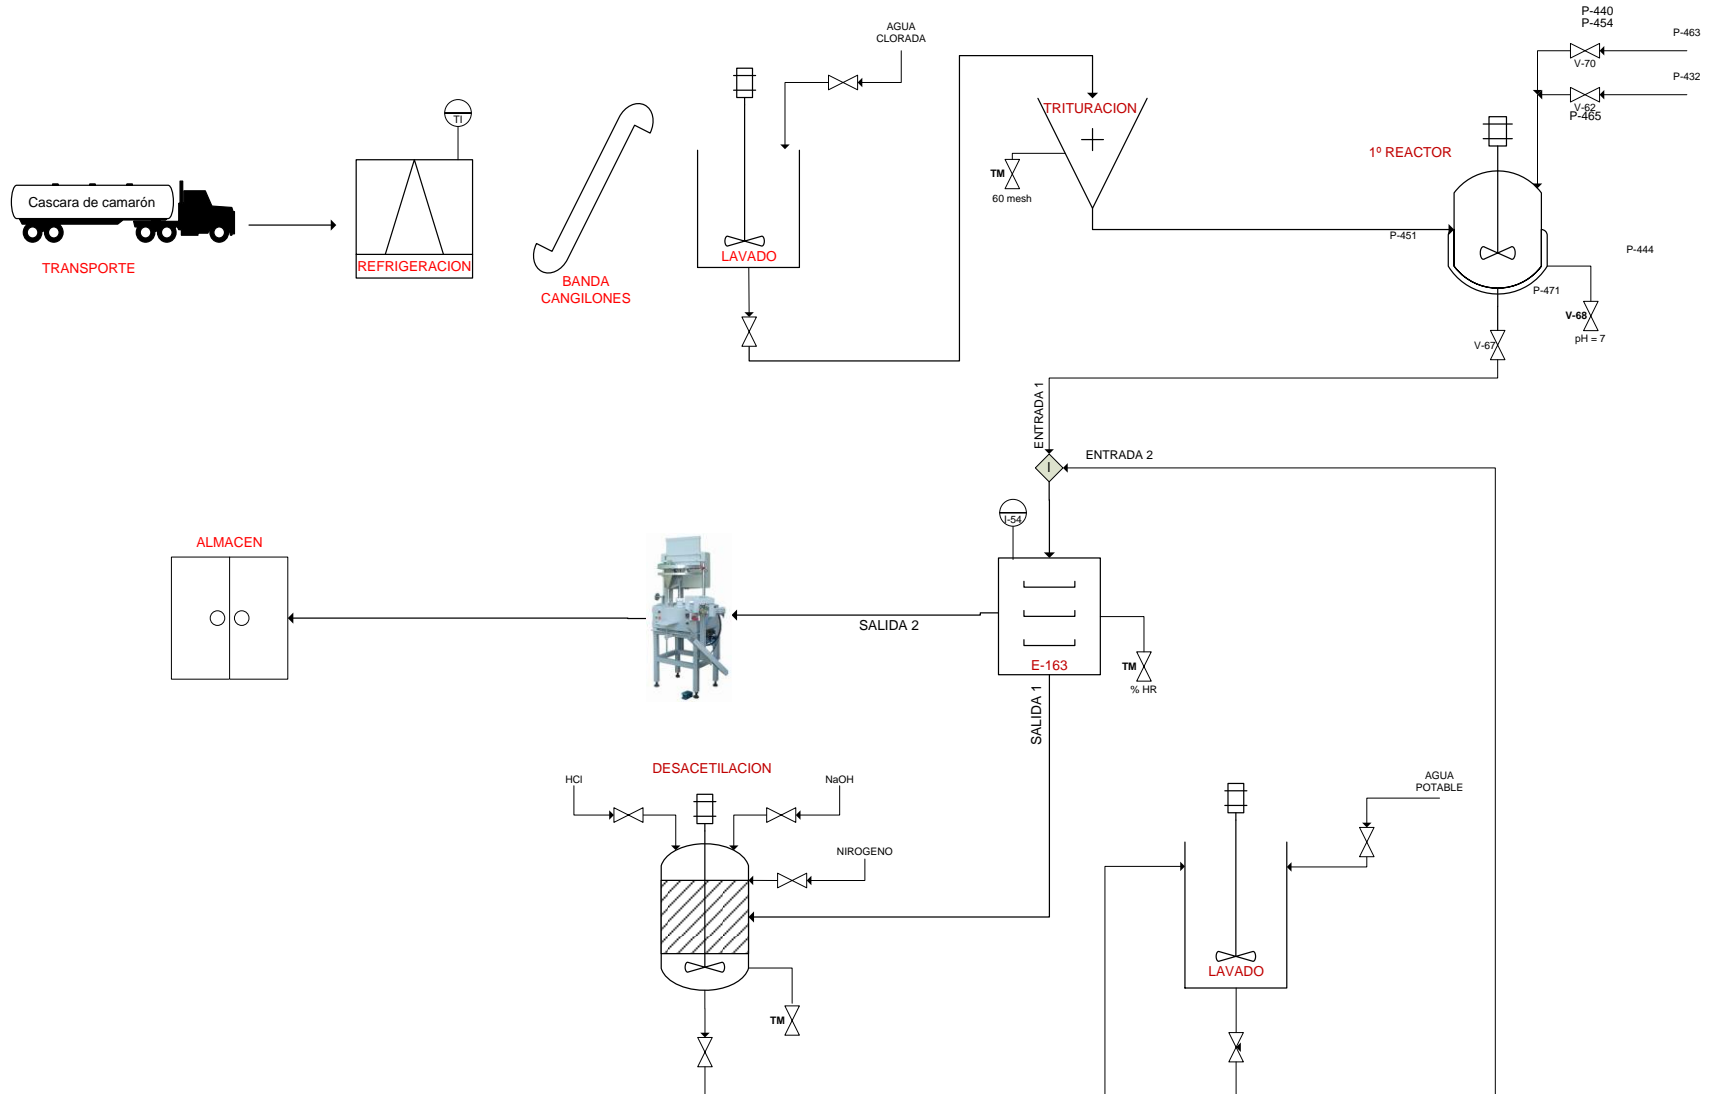 P-440
P-454
P-463
AGUA
CLORADA
V-70
P-432
TRITURACION
V-62
P-465
TI
1º REACTOR
TM
60 mesh
Cascara de camarón
P-451
P-444
LAVADO
TRANSPORTE
REFRIGERACION
BANDA
CANGILONES
P-471
V-68
pH = 7
V-67
ENTRADA 1
ENTRADA 2
I
I-54
ALMACEN
SALIDA 2
E-163
TM
% HR
SALIDA 1
DESACETILACION
HCl
NaOH
AGUA
POTABLE
NIROGENO
LAVADO
TM